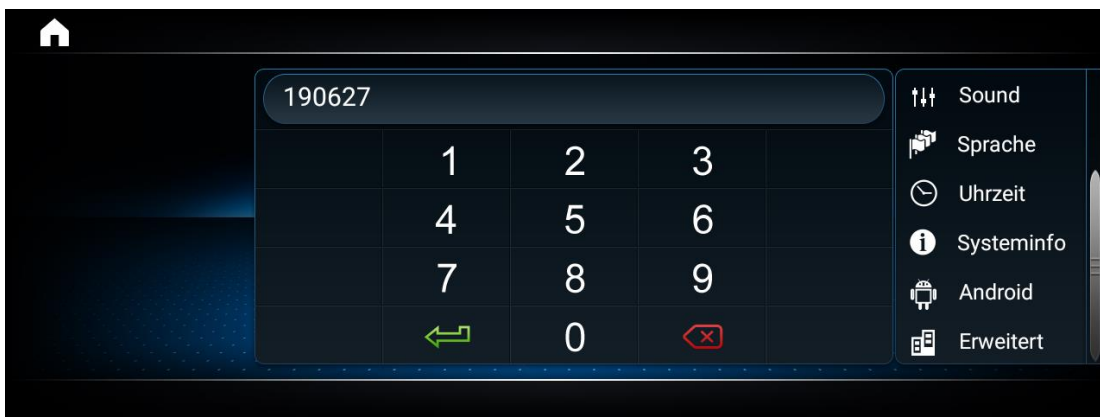 190627
1 2 3
4 5 6
7 8 9
0
Sound
Sprache
Uhrzeit
Systeminfo
Android
Erweitert